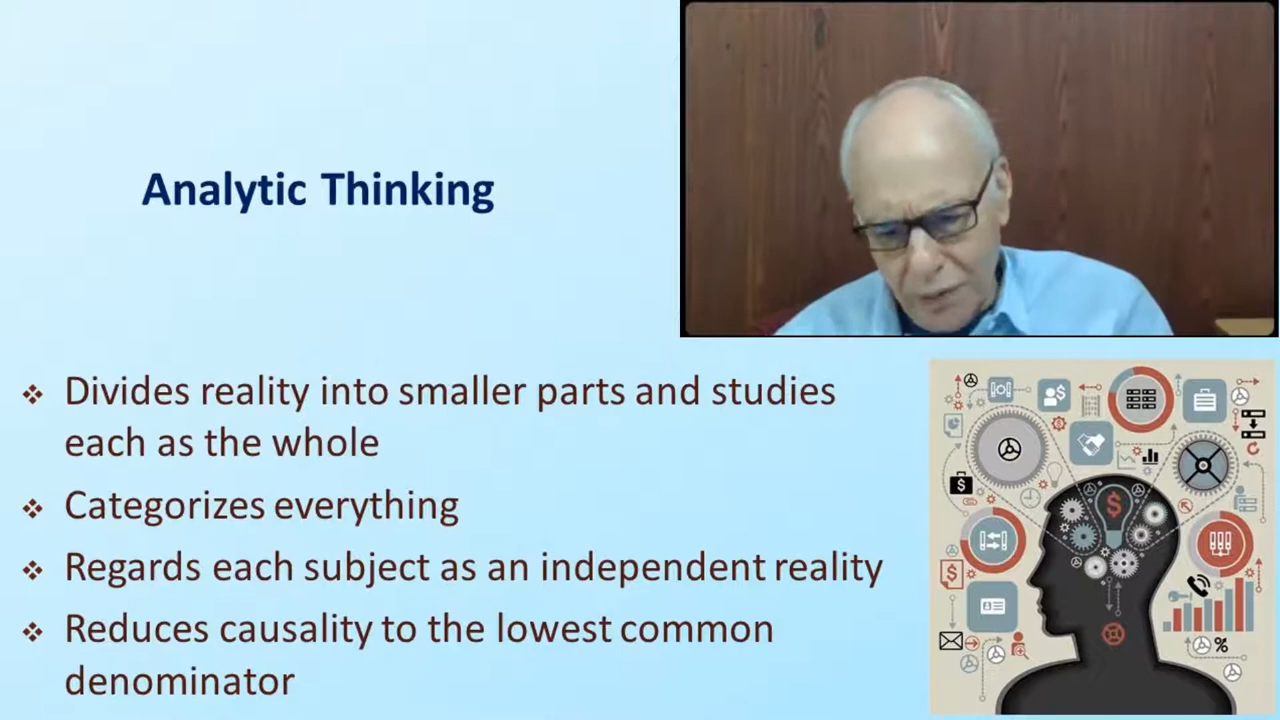 Analytic Thinking
Divides reality into smaller parts and studies
each as the whole
Categorizes everything
Regards each subject as an independent reality
Reduces causality to the lowest common
denominator
$
$
$
$
%